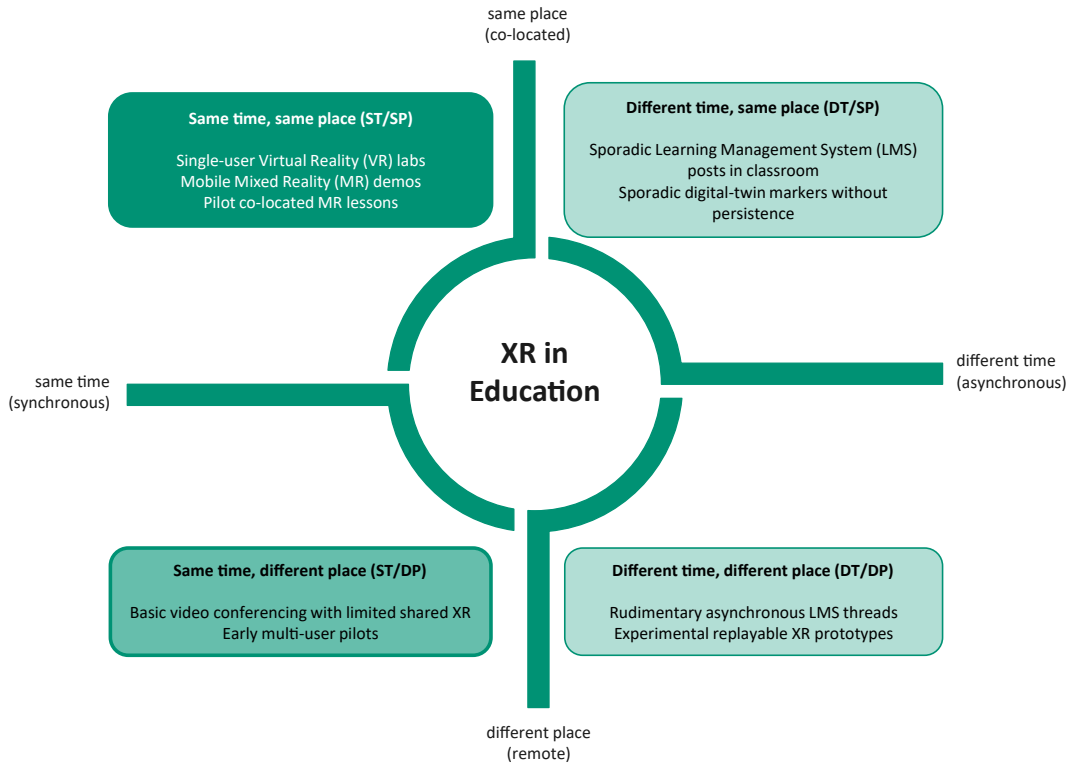 same place
(co-located)
Same time, same place (ST/SP)
Single-user Virtual Reality (VR) labs
Mobile Mixed Reality (MR) demos
Pilot co-located MR lessons
Different time, same place (DT/SP)
Sporadic Learning Management System (LMS)
posts in classroom
Sporadic digital-twin markers without
persistence
XR in
Education
same time
(synchronous)
different time
(asynchronous)
Same time, different place (ST/DP)
Basic video conferencing with limited shared XR
Early multi-user pilots
Different time, different place (DT/DP)
Rudimentary asynchronous LMS threads
Experimental replayable XR prototypes
different place
(remote)